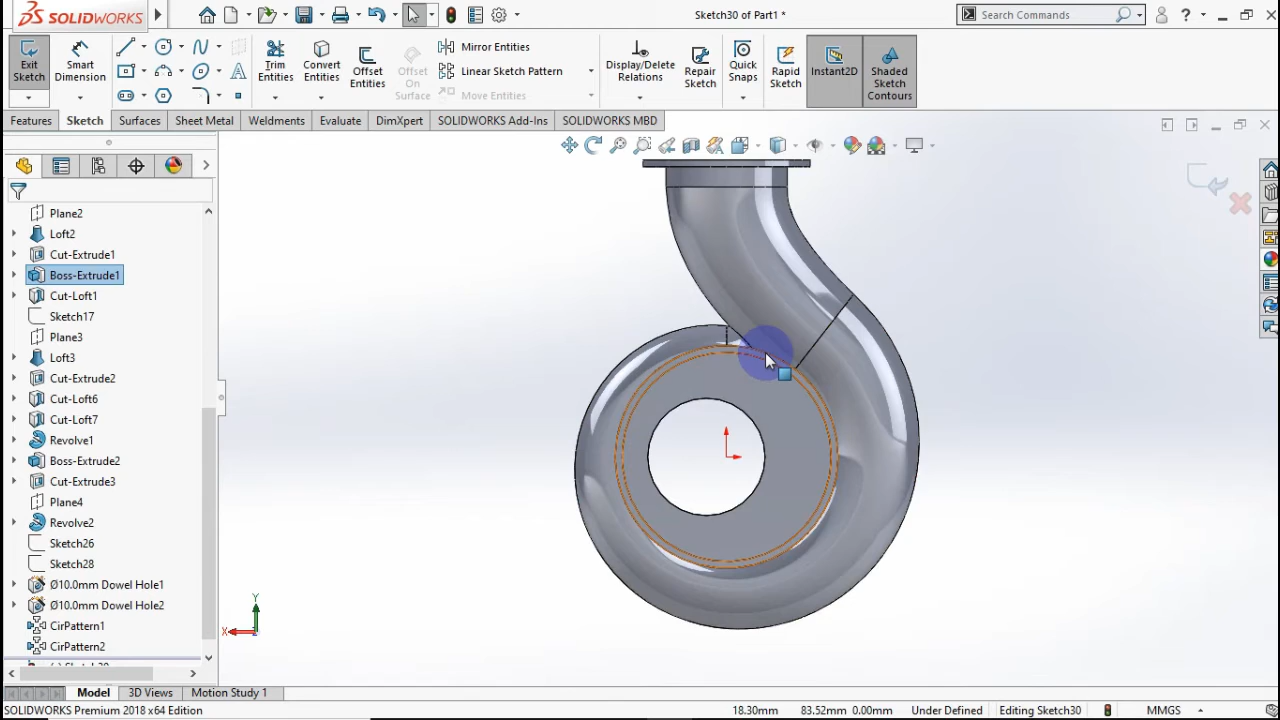 SOLIDWORKS
Sketch30 of Part1 *
Search Commands
?
Exit Sketch
Smart Dimension
Trim Entities
Convert Entities
Offset Entities
Offset On Surface
Mirror Entities
Linear Sketch Pattern
Move Entities
Display/Delete Relations
Repair Sketch
Quick Snaps
Rapid Sketch
Instant2D
Shaded Sketch Contours
Features
Sketch
Surfaces
Sheet Metal
Weldments
Evaluate
DimXpert
SOLIDWORKS Add-Ins
SOLIDWORKS MBD
Plane2
Loft2
Cut-Extrude1
Boss-Extrude1
Cut-Loft1
Sketch17
Plane3
Loft3
Cut-Extrude2
Cut-Loft6
Cut-Loft7
Revolve1
Boss-Extrude2
Cut-Extrude3
Plane4
Revolve2
Sketch26
Sketch28
Ø10.0mm Dowel Hole1
Ø10.0mm Dowel Hole2
CirPattern1
CirPattern2
Y
X
Model
3D Views
Motion Study 1
SOLIDWORKS Premium 2018 x64 Edition
18.30mm
83.52mm 0.00mm
Under Defined
Editing Sketch30
MMGS